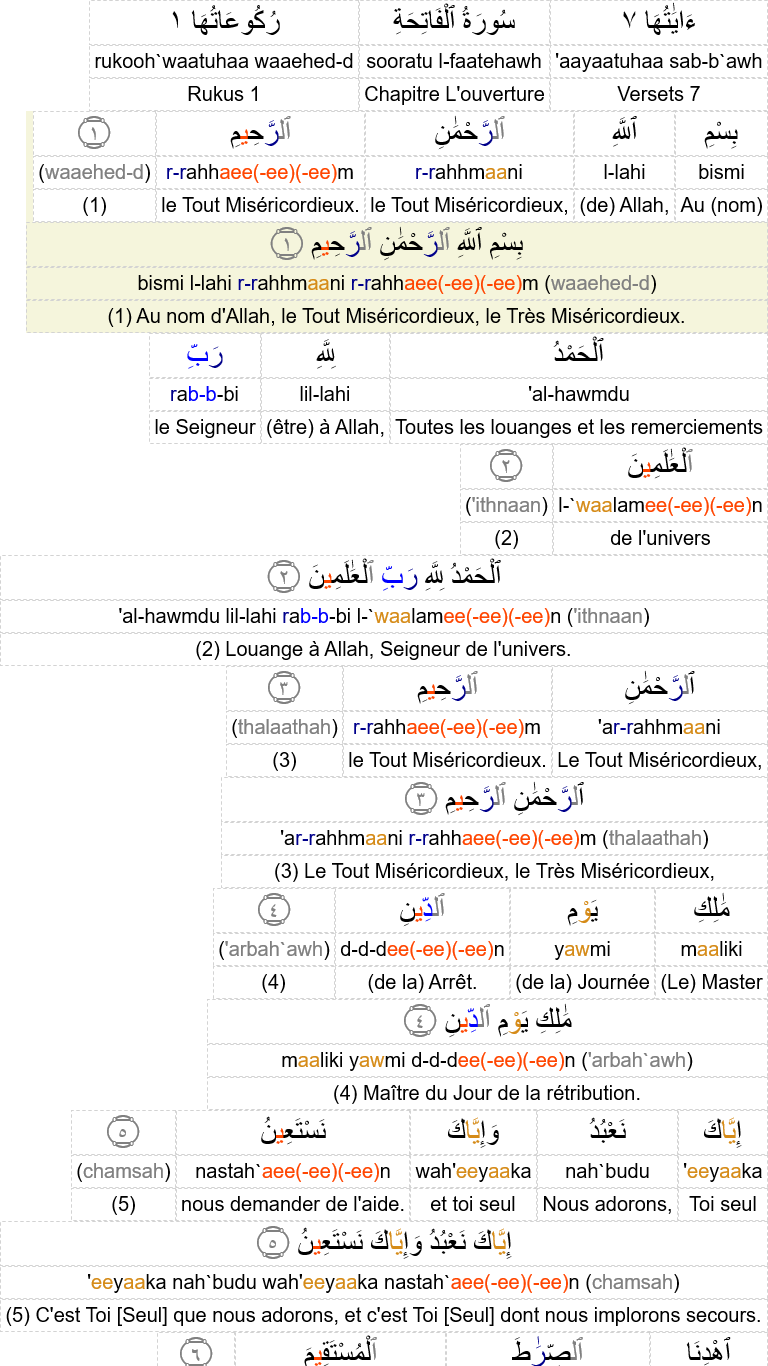 ءَايَٰتُهَا ٧ سُورَةُ ٱلْفَاتِحَةِ رُكُوعَاتُهَا ١
'aayaatuhaa sab-b`awh sooratu l-faatehawh rukooh`waatuhaa waaehed-d
Versets 7 Chapitre L'ouverture Rukus 1
بِسْمِ ٱللَّهِ ٱلرَّحْمَٰنِ ٱلرَّحِيمِ ١
bismi l-lahi r-rahhmaani r-rahhaee(-ee)(-ee)m (waaehed-d)
Au (nom) (de) Allah, le Tout Miséricordieux, le Tout Miséricordieux. (1)
بِسْمِ ٱللَّهِ ٱلرَّحْمَٰنِ ٱلرَّحِيمِ ١
bismi l-lahi r-rahhmaani r-rahhaee(-ee)(-ee)m (waaehed-d)
(1) Au nom d'Allah, le Tout Miséricordieux, le Très Miséricordieux.
ٱلْحَمْدُ لِلَّهِ رَبِّ
'al-hawmdu lil-lahi rab-b-bi
Toutes les louanges et les remerciements (être) à Allah, le Seigneur
ٱلْعَٰلَمِينَ ٢
l-`waalamee(-ee)(-ee)n ('ithnaan)
de l'univers (2)
ٱلْحَمْدُ لِلَّهِ رَبِّ ٱلْعَٰلَمِينَ ٢
'al-hawmdu lil-lahi rab-b-bi l-`waalamee(-ee)(-ee)n ('ithnaan)
(2) Louange à Allah, Seigneur de l'univers.
ٱلرَّحْمَٰنِ ٱلرَّحِيمِ ٣
'ar-rahhmaani r-rahhaee(-ee)(-ee)m (thalaathah)
Le Tout Miséricordieux, le Tout Miséricordieux. (3)
ٱلرَّحْمَٰنِ ٱلرَّحِيمِ ٣
'ar-rahhmaani r-rahhaee(-ee)(-ee)m (thalaathah)
(3) Le Tout Miséricordieux, le Très Miséricordieux,
مَٰلِكِ يَوْمِ ٱلدِّينِ ٤
maaliki yawmi d-d-dee(-ee)(-ee)n ('arbah`awh)
(Le) Master (de la) Journée (de la) Arrêt. (4)
مَٰلِكِ يَوْمِ ٱلدِّينِ ٤
maaliki yawmi d-d-dee(-ee)(-ee)n ('arbah`awh)
(4) Maître du Jour de la rétribution.
إِيَّاكَ نَعْبُدُ وَإِيَّاكَ نَسْتَعِينُ ٥
'eeyaaka nah`budu wah'eeyaaka nastah`aee(-ee)(-ee)n (chamsah)
Toi seul Nous adorons, et toi seul nous demander de l'aide. (5)
إِيَّاكَ نَعْبُدُ وَإِيَّاكَ نَسْتَعِينُ ٥
'eeyaaka nah`budu wah'eeyaaka nastah`aee(-ee)(-ee)n (chamsah)
(5) C'est Toi [Seul] que nous adorons, et c'est Toi [Seul] dont nous implorons secours.
ٱهْدِنَا ٱلصِّرَٰطَ ٱلْمُسْتَقِيمَ ٦